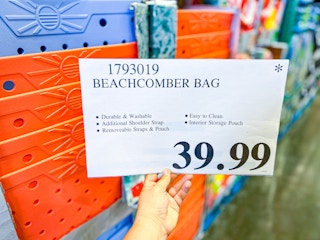 1793019 *
BEACHCOMBER BAG
• Durable & Washable
• Additional Shoulder Strap
• Removeable Straps & Pouch
• Easy to Clean
• Interior Storage Pouch
39.99